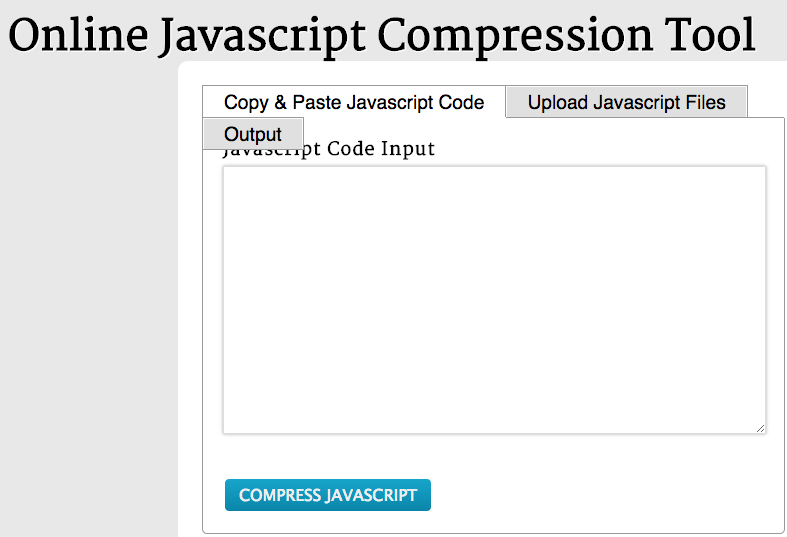 Online Javascript Compression Tool
Copy & Paste Javascript Code
Upload Javascript Files
Output
Javascript Code Input
COMPRESS JAVASCRIPT